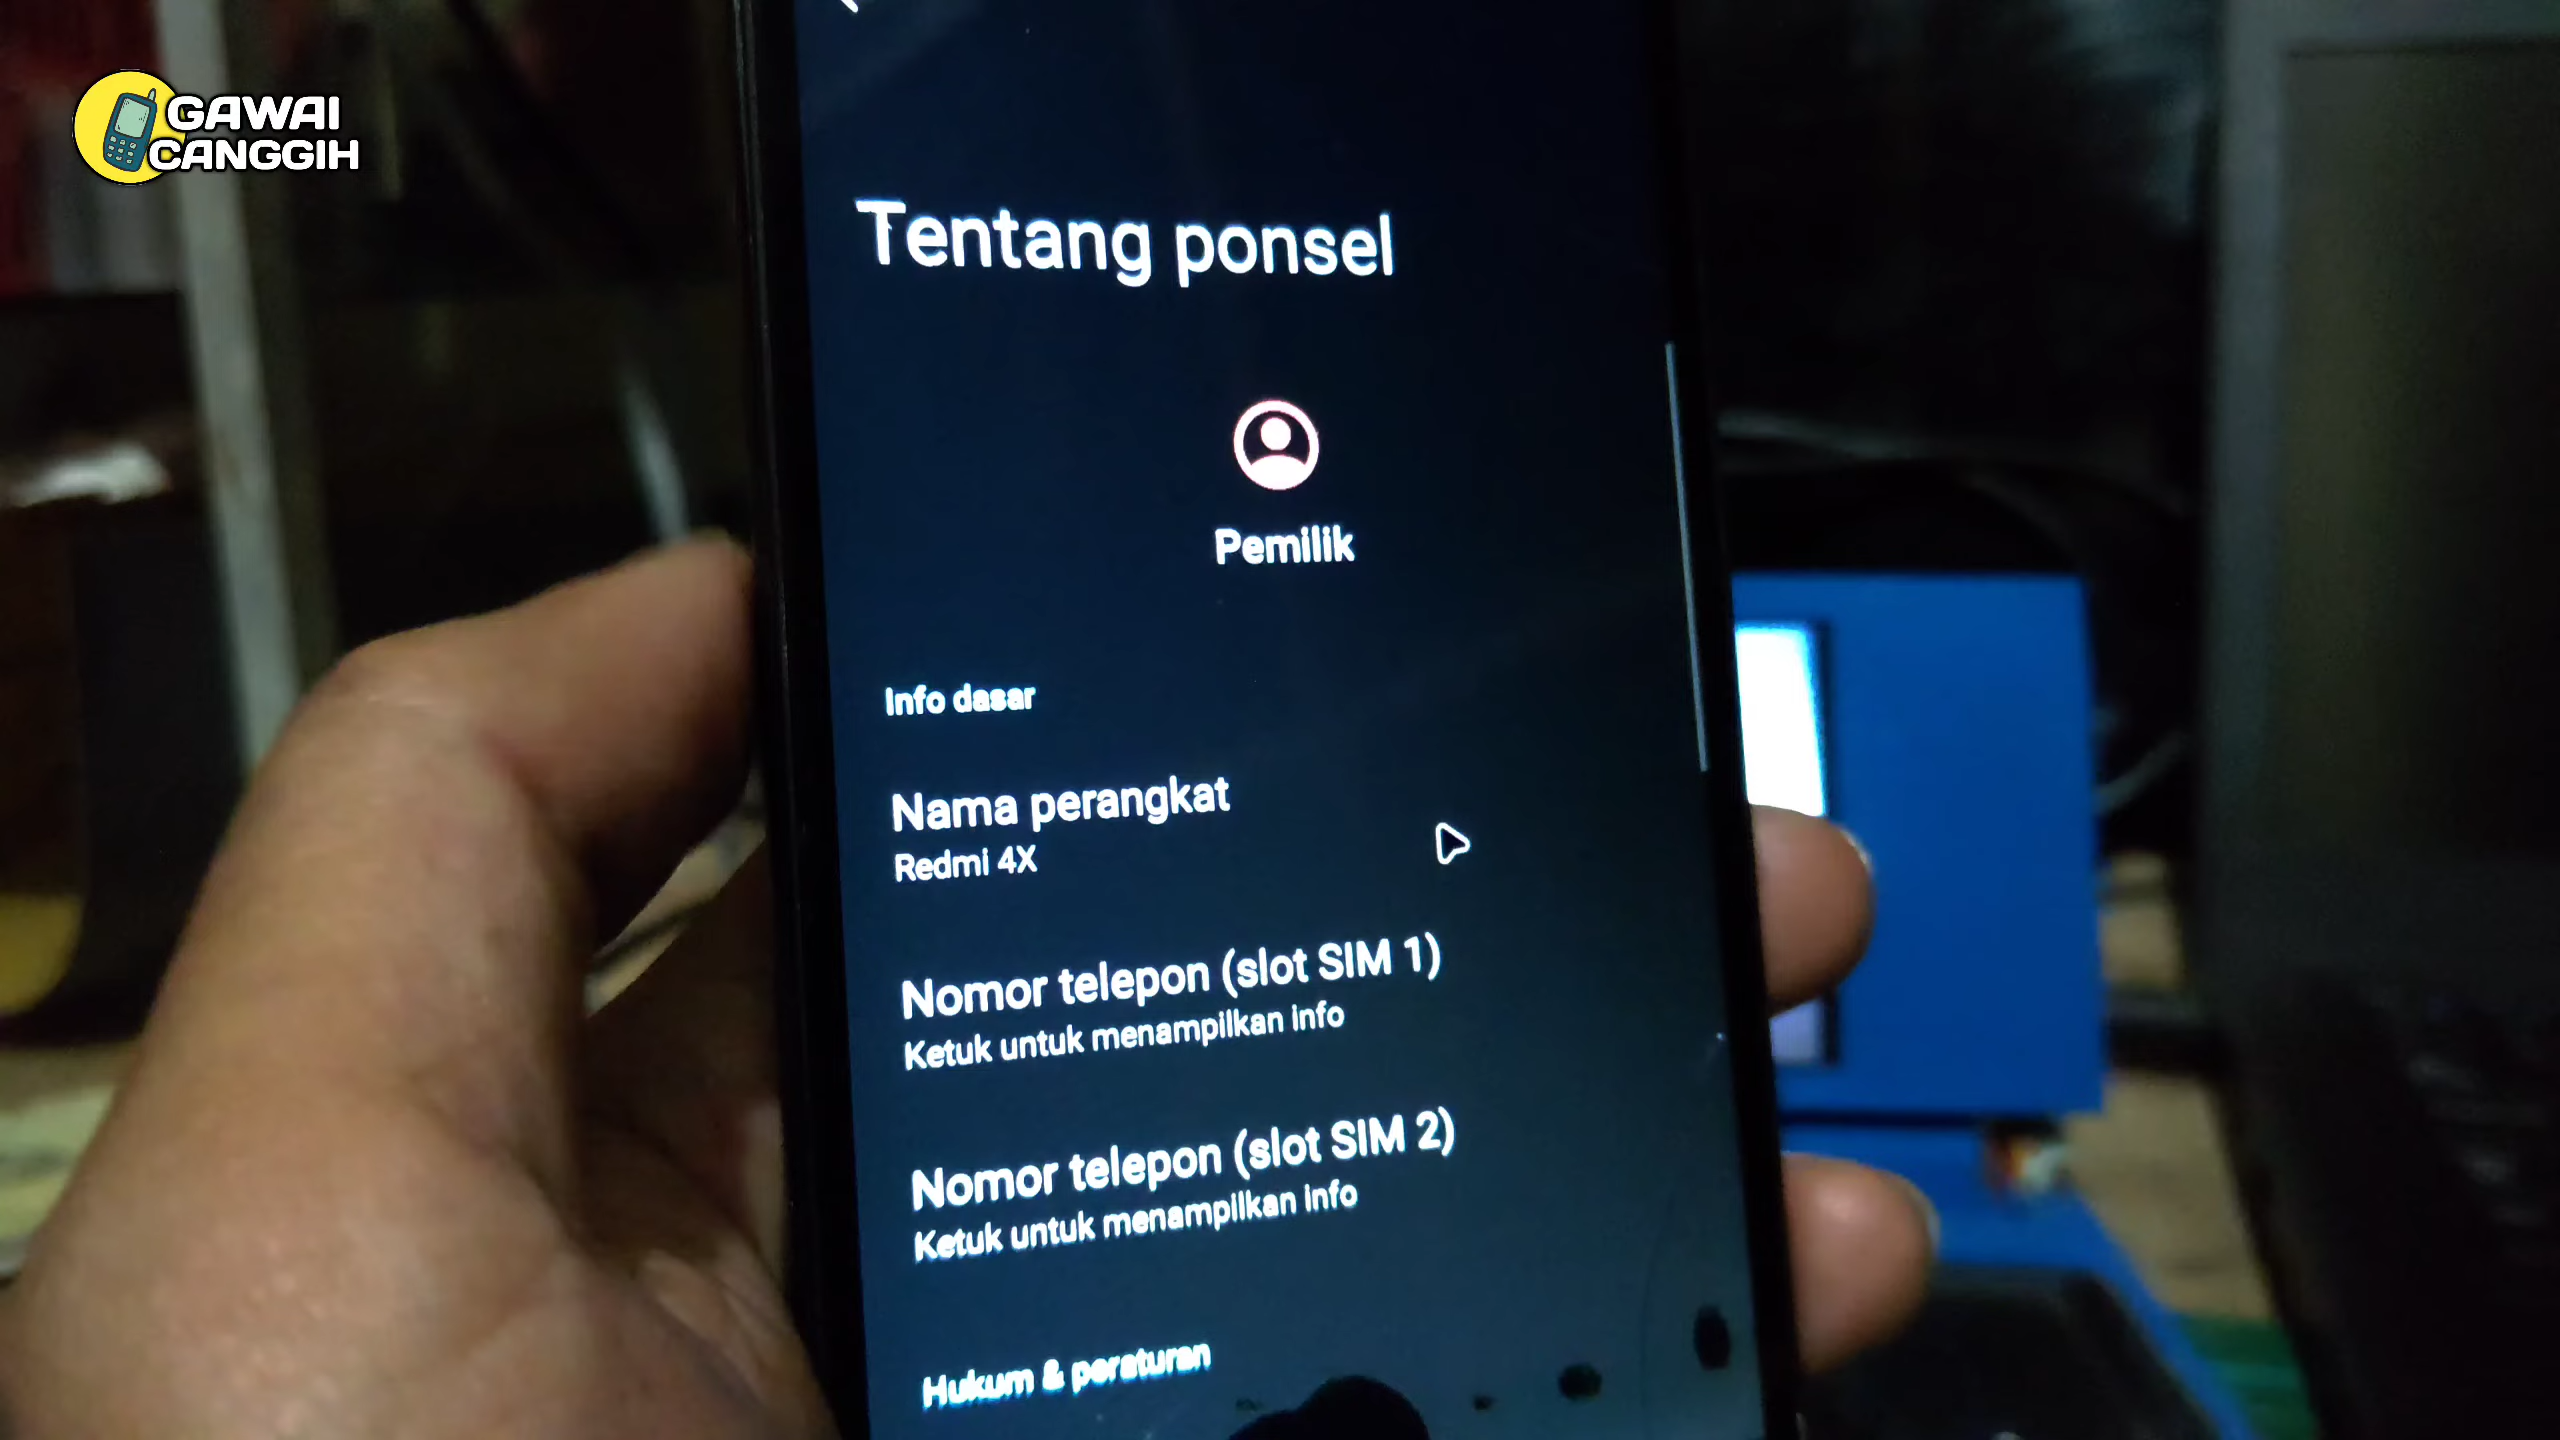 GAWAI
CANGGIH
Tentang ponsel
Pemilik
Info dasar
Nama perangkat
Redmi 4X
Nomor telepon (slot SIM 1)
Ketuk untuk menampilkan info
Nomor telepon (slot SIM 2)
Ketuk untuk menampilkan info
Hukum & peraturan